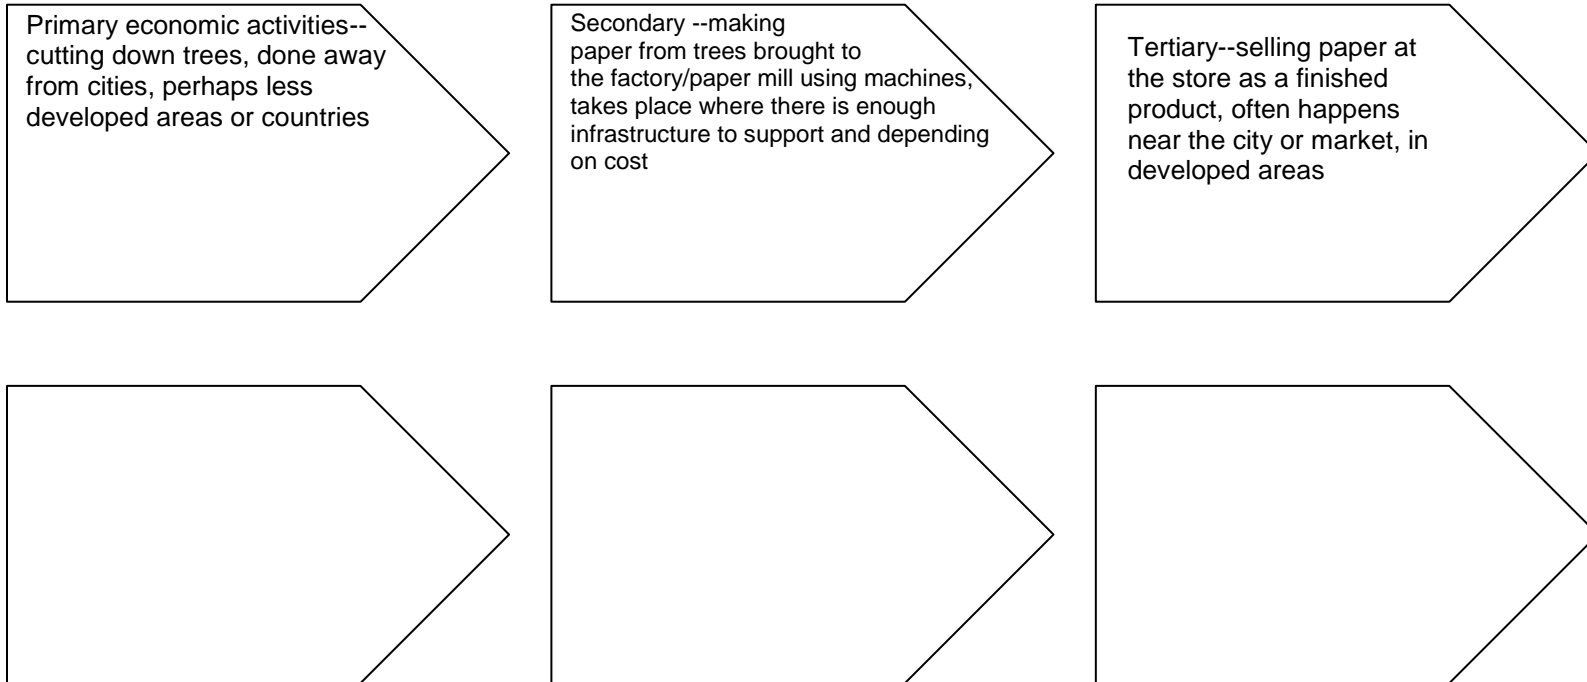 Primary economic activities--
cutting down trees, done away
from cities, perhaps less
developed areas or countries
Secondary --making
paper from trees brought to
the factory/paper mill using machines,
takes place where there is enough
infrastructure to support and depending
on cost
Tertiary--selling paper at
the store as a finished
product, often happens
near the city or market, in
developed areas